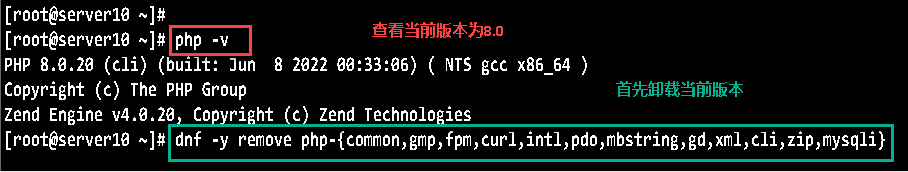 [root@server10 ~]#
[root@server10 ~]# php -v
查看当前版本为8.0
PHP 8.0.20 (cli) (built: Jun  8 2022 00:33:06) ( NTS gcc x86_64 )
Copyright (c) The PHP Group
首先卸载当前版本
Zend Engine v4.0.20, Copyright (c) Zend Technologies
[root@server10 ~]# dnf -y remove php-{common,gmp,fpm,curl,intl,pdo,mbstring,gd,xml,cli,zip,mysqli}